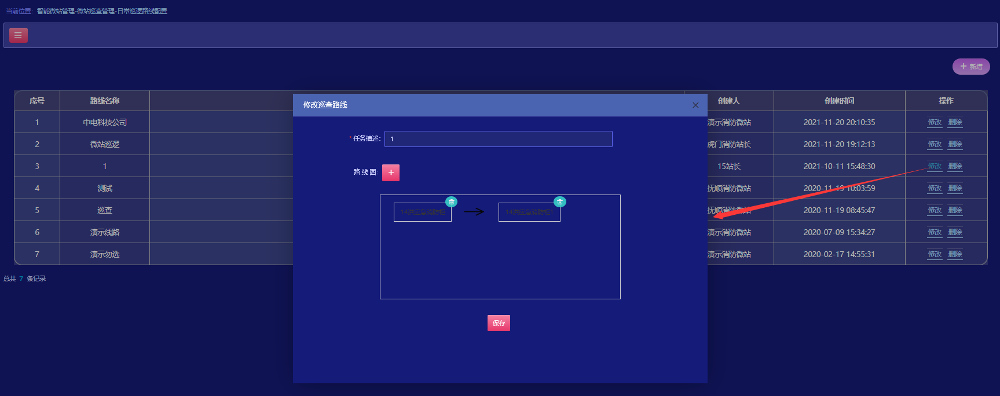 当前位置：智能微站管理-微站巡查管理-日常巡逻路线配置
+ 新增
序号 路线名称 创建人 创建时间 操作
1 中电科技公司 演示消防微站 2021-11-20 20:10:35 修改 删除
2 微站巡逻 虎门消防站长 2021-11-20 19:12:13 修改 删除
3 1 15站长 2021-10-11 15:48:30 修改 删除
4 测试 抚顺消防微站 2020-11-19 10:03:59 修改 删除
5 巡查 抚顺消防微站 2020-11-19 08:45:47 修改 删除
6 演示线路 演示消防微站 2020-07-09 15:34:27 修改 删除
7 演示勿选 演示消防微站 2020-02-17 14:55:31 修改 删除
总共 7 条记录
修改巡查路线
*任务描述: 1
路线图: +
14洪应急消防柜 14洪应急消防柜1
保存